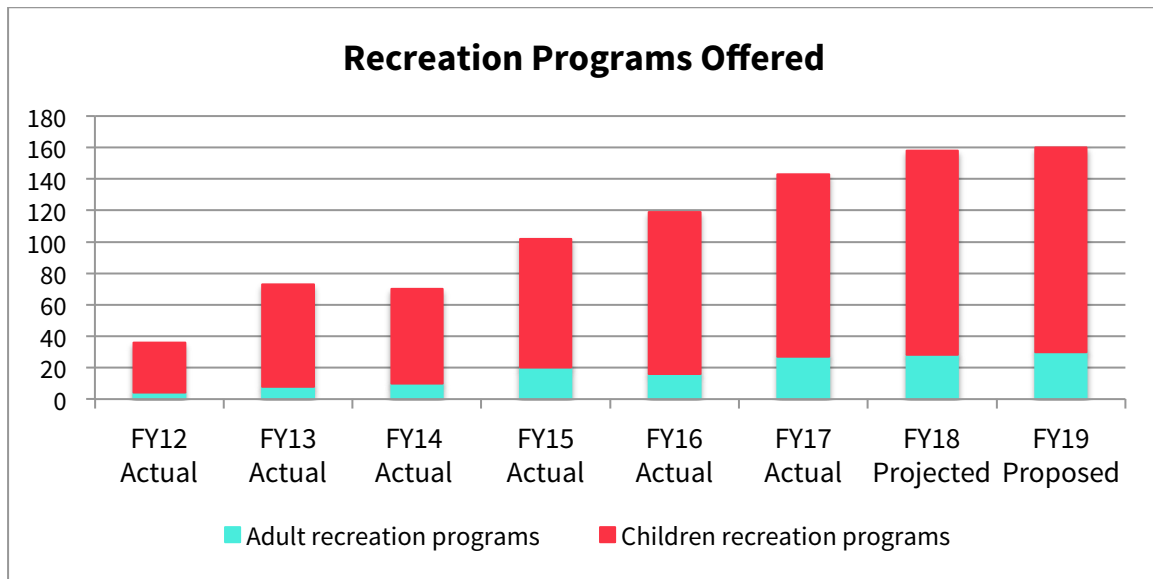 Recreation Programs Offered
180
160
140
120
100
80
60
40
20
0
FY12 Actual
FY13 Actual
FY14 Actual
FY15 Actual
FY16 Actual
FY17 Actual
FY18 Projected
FY19 Proposed
Adult recreation programs
Children recreation programs